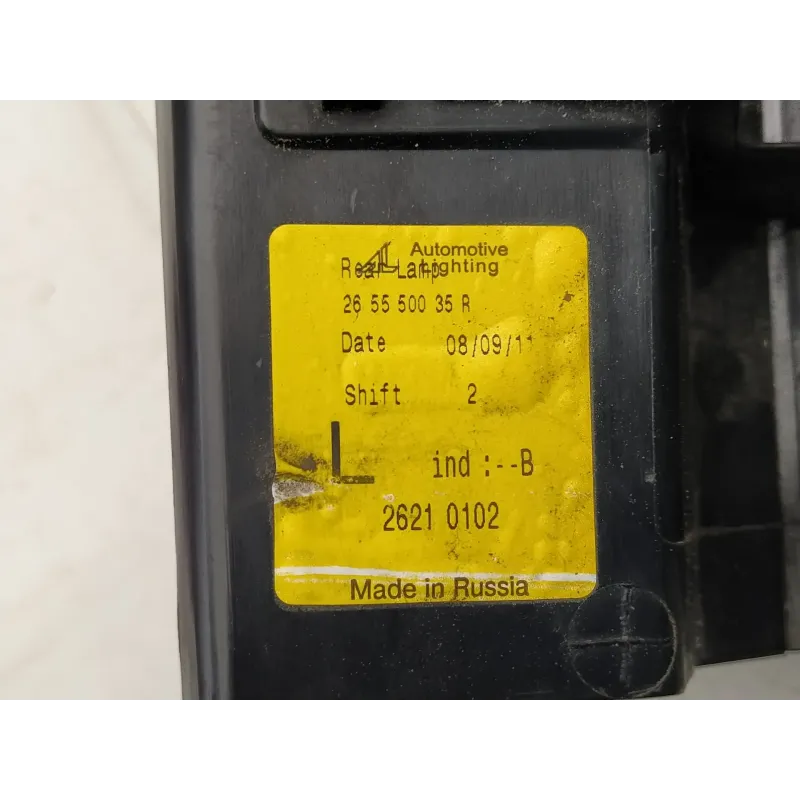 AL Automotive
Lighting
Rear Lamp
26 55 500 35 R
Date 08/09/11
Shift 2
L ind :--B
2621 0102
Made in Russia